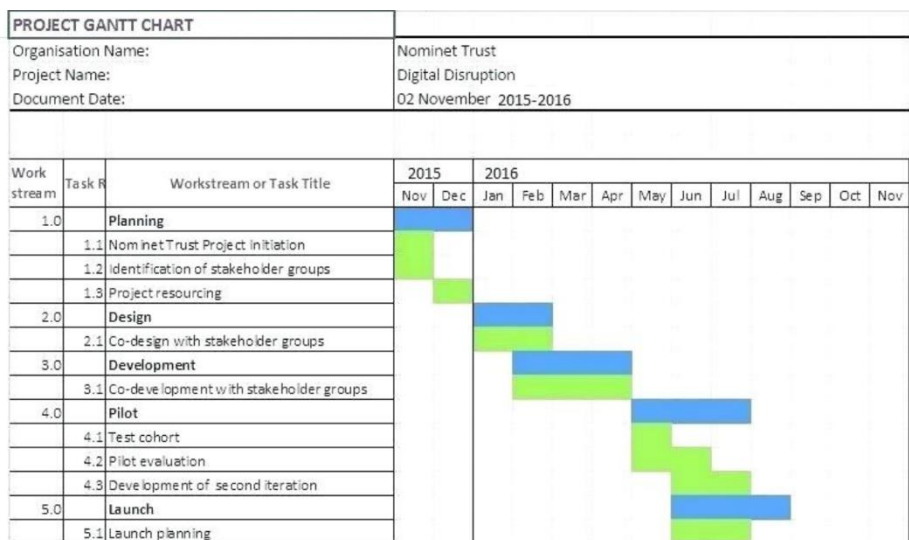 PROJECT GANTT CHART
Organisation Name: Nominet Trust
Project Name: Digital Disruption
Document Date: 02 November 2015-2016
Work stream Task R Workstream or Task Title 2015 2016
Nov Dec Jan Feb Mar Apr May Jun Jul Aug Sep Oct Nov
1.0 Planning
1.1 Nominet Trust Project Initiation
1.2 Identification of stakeholder groups
1.3 Project resourcing
2.0 Design
2.1 Co-design with stakeholder groups
3.0 Development
3.1 Co-development with stakeholder groups
4.0 Pilot
4.1 Test cohort
4.2 Pilot evaluation
4.3 Development of second iteration
5.0 Launch
5.1 Launch planning